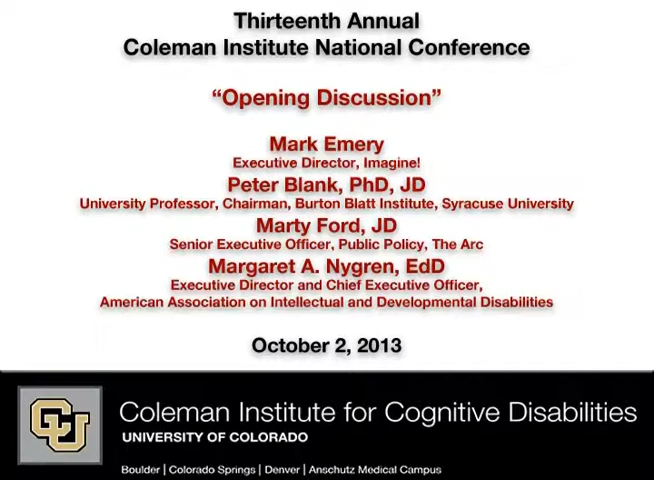 Thirteenth Annual
Coleman Institute National Conference
“Opening Discussion”
Mark Emery
Executive Director, Imagine!
Peter Blank, PhD, JD
University Professor, Chairman, Burton Blatt Institute, Syracuse University
Marty Ford, JD
Senior Executive Officer, Public Policy, The Arc
Margaret A. Nygren, EdD
Executive Director and Chief Executive Officer,
American Association on Intellectual and Developmental Disabilities
October 2, 2013
CU
Coleman Institute for Cognitive Disabilities
UNIVERSITY OF COLORADO
Boulder | Colorado Springs | Denver | Anschutz Medical Campus